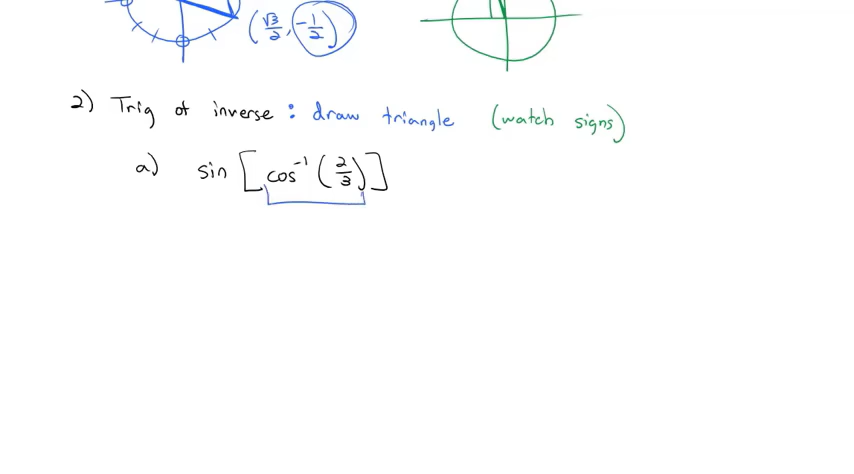 (√3/2, -1/2)
2) Trig of inverse : draw triangle (watch signs)
a) sin [cos⁻¹ (2/3)]